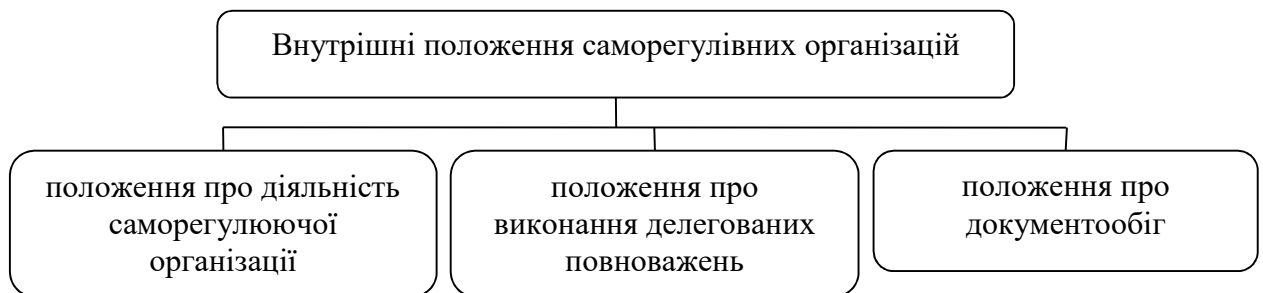 Внутрішні положення саморегулівних організацій
положення про діяльність
саморегулюючої
організації
положення про
виконання делегованих
повноважень
положення про
документообіг